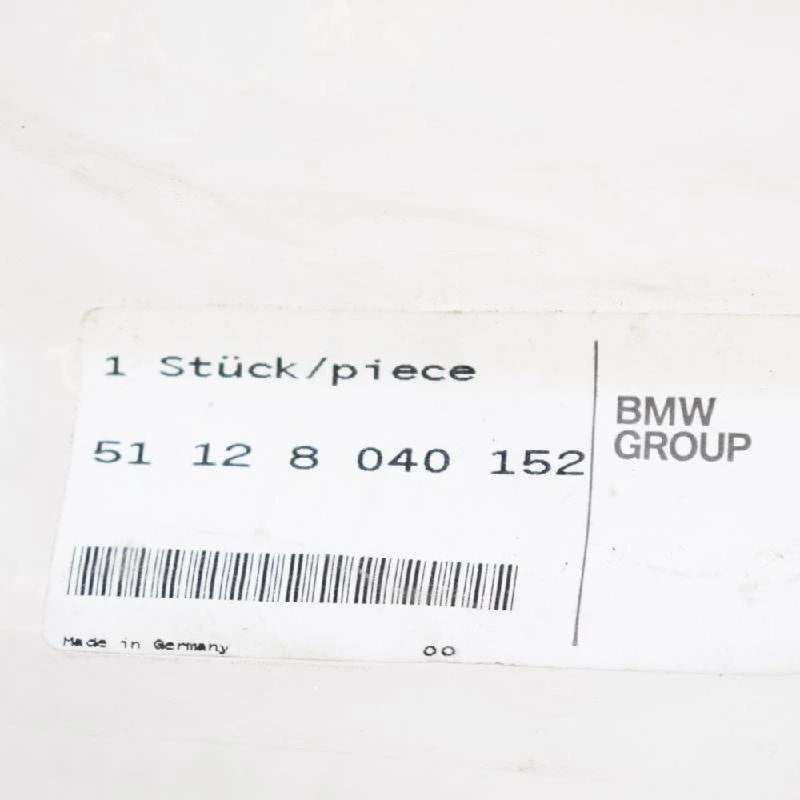 1 Stück/piece
51 12 8 040 152
BMW
GROUP
Made in Germany
00